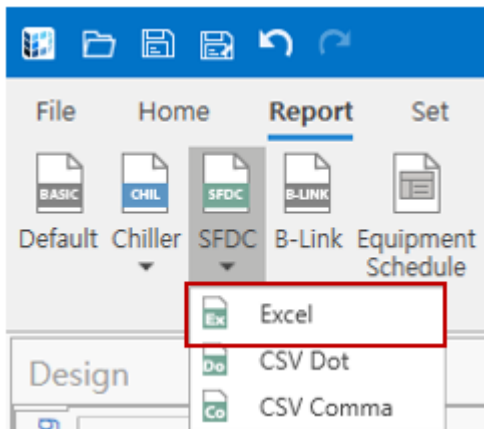 File Home Report Set
BASIC CHIL SFDC B-LINK
Default Chiller SFDC B-Link Equipment
Schedule
Ex Excel
Design
Do CSV Dot
Co CSV Comma